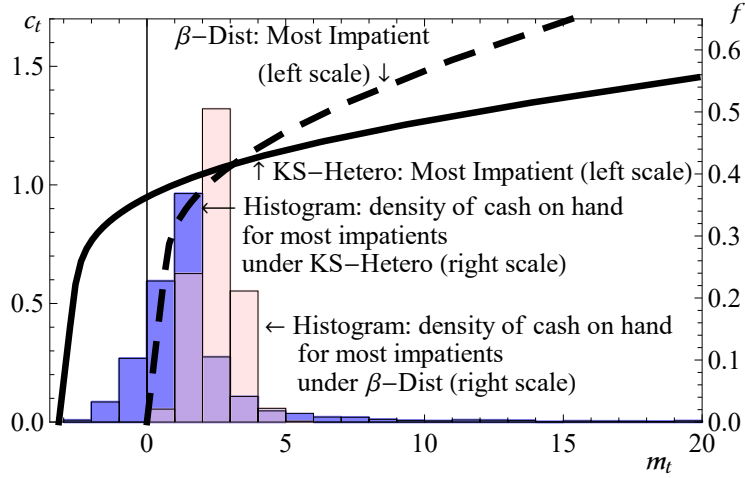 c_t
f
β−Dist: Most Impatient
(left scale) ↓
1.5
1.0
0.5
0.0
0.6
0.5
0.4
0.3
0.2
0.1
0.0
↑ KS−Hetero: Most Impatient (left scale)
← Histogram: density of cash on hand
for most impatients
under KS−Hetero (right scale)
← Histogram: density of cash on hand
for most impatients
under β−Dist (right scale)
0
5
10
15
20
m_t